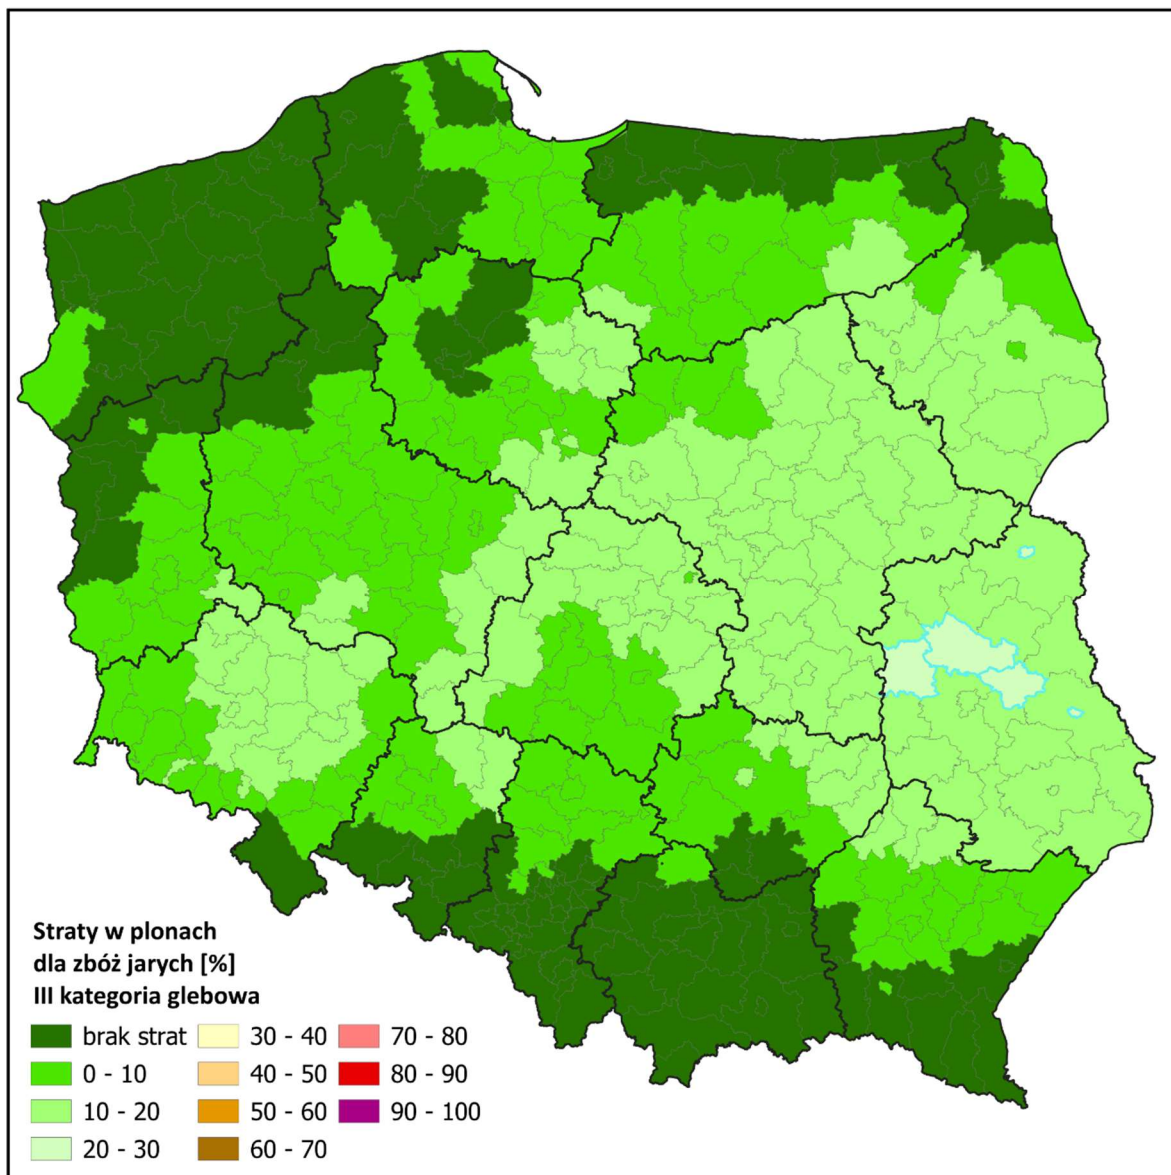 Straty w plonach
dla zbóż jarych [%]
III kategoria glebowa
brak strat
0 - 10
10 - 20
20 - 30
30 - 40
40 - 50
50 - 60
60 - 70
70 - 80
80 - 90
90 - 100